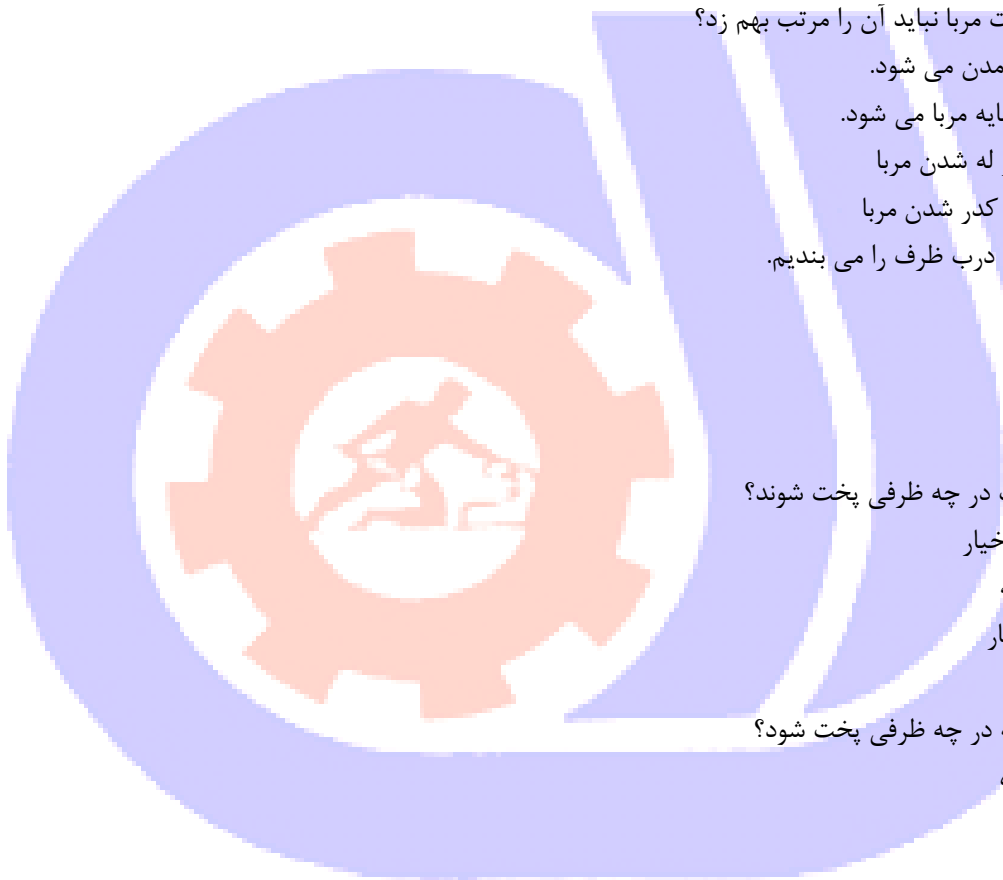 ت مربا نباید آن را مرتب بهم زد؟
مدن می شود.
ایه مربا می شود.
له شدن مربا
کدر شدن مربا
درب ظرف را می بندیم.
در چه ظرفی پخت شوند؟
خیار
ار
در چه ظرفی پخت شود؟